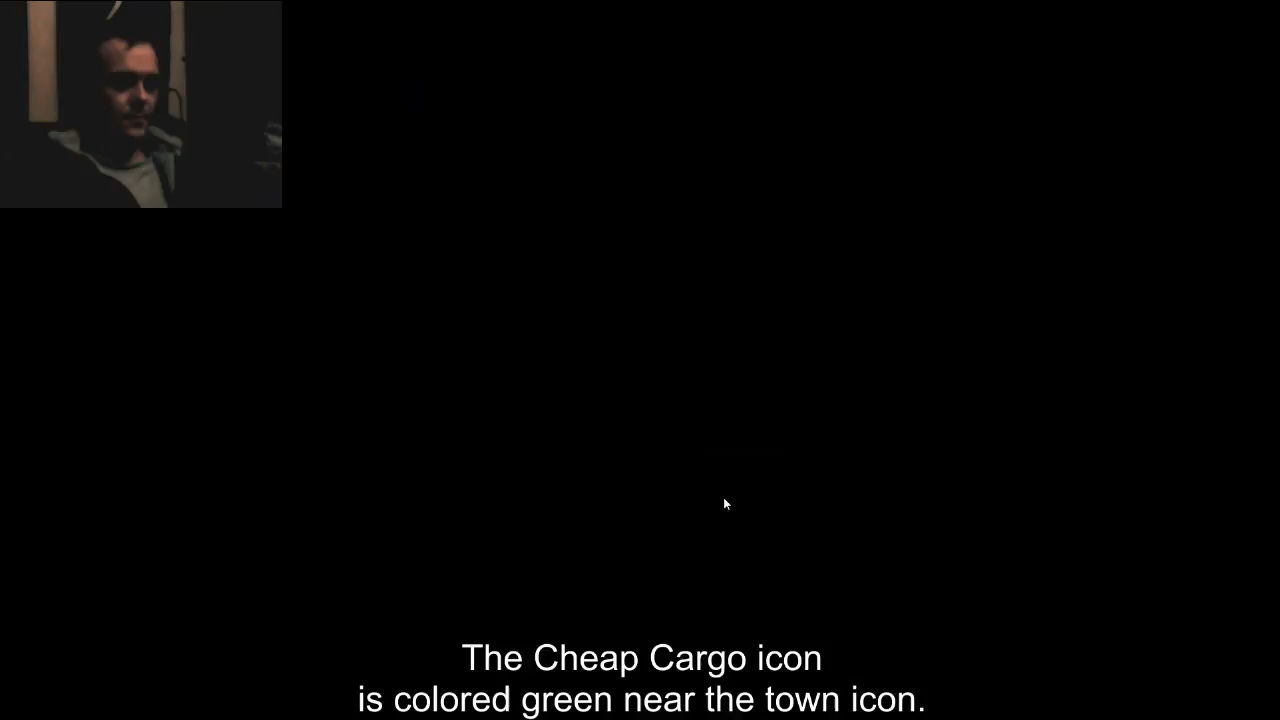 The Cheap Cargo icon
is colored green near the town icon.